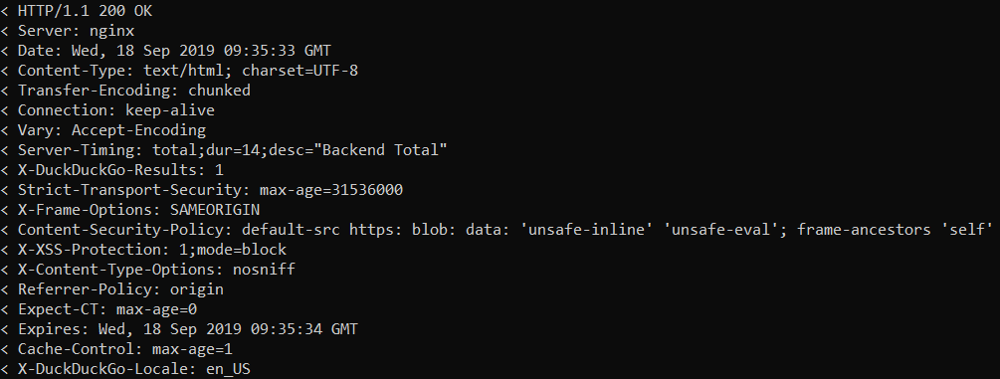 < HTTP/1.1 200 OK
< Server: nginx
< Date: Wed, 18 Sep 2019 09:35:33 GMT
< Content-Type: text/html; charset=UTF-8
< Transfer-Encoding: chunked
< Connection: keep-alive
< Vary: Accept-Encoding
< Server-Timing: total;dur=14;desc="Backend Total"
< X-DuckDuckGo-Results: 1
< Strict-Transport-Security: max-age=31536000
< X-Frame-Options: SAMEORIGIN
< Content-Security-Policy: default-src https: blob: data: 'unsafe-inline' 'unsafe-eval'; frame-ancestors 'self'
< X-XSS-Protection: 1;mode=block
< X-Content-Type-Options: nosniff
< Referrer-Policy: origin
< Expect-CT: max-age=0
< Expires: Wed, 18 Sep 2019 09:35:34 GMT
< Cache-Control: max-age=1
< X-DuckDuckGo-Locale: en_US